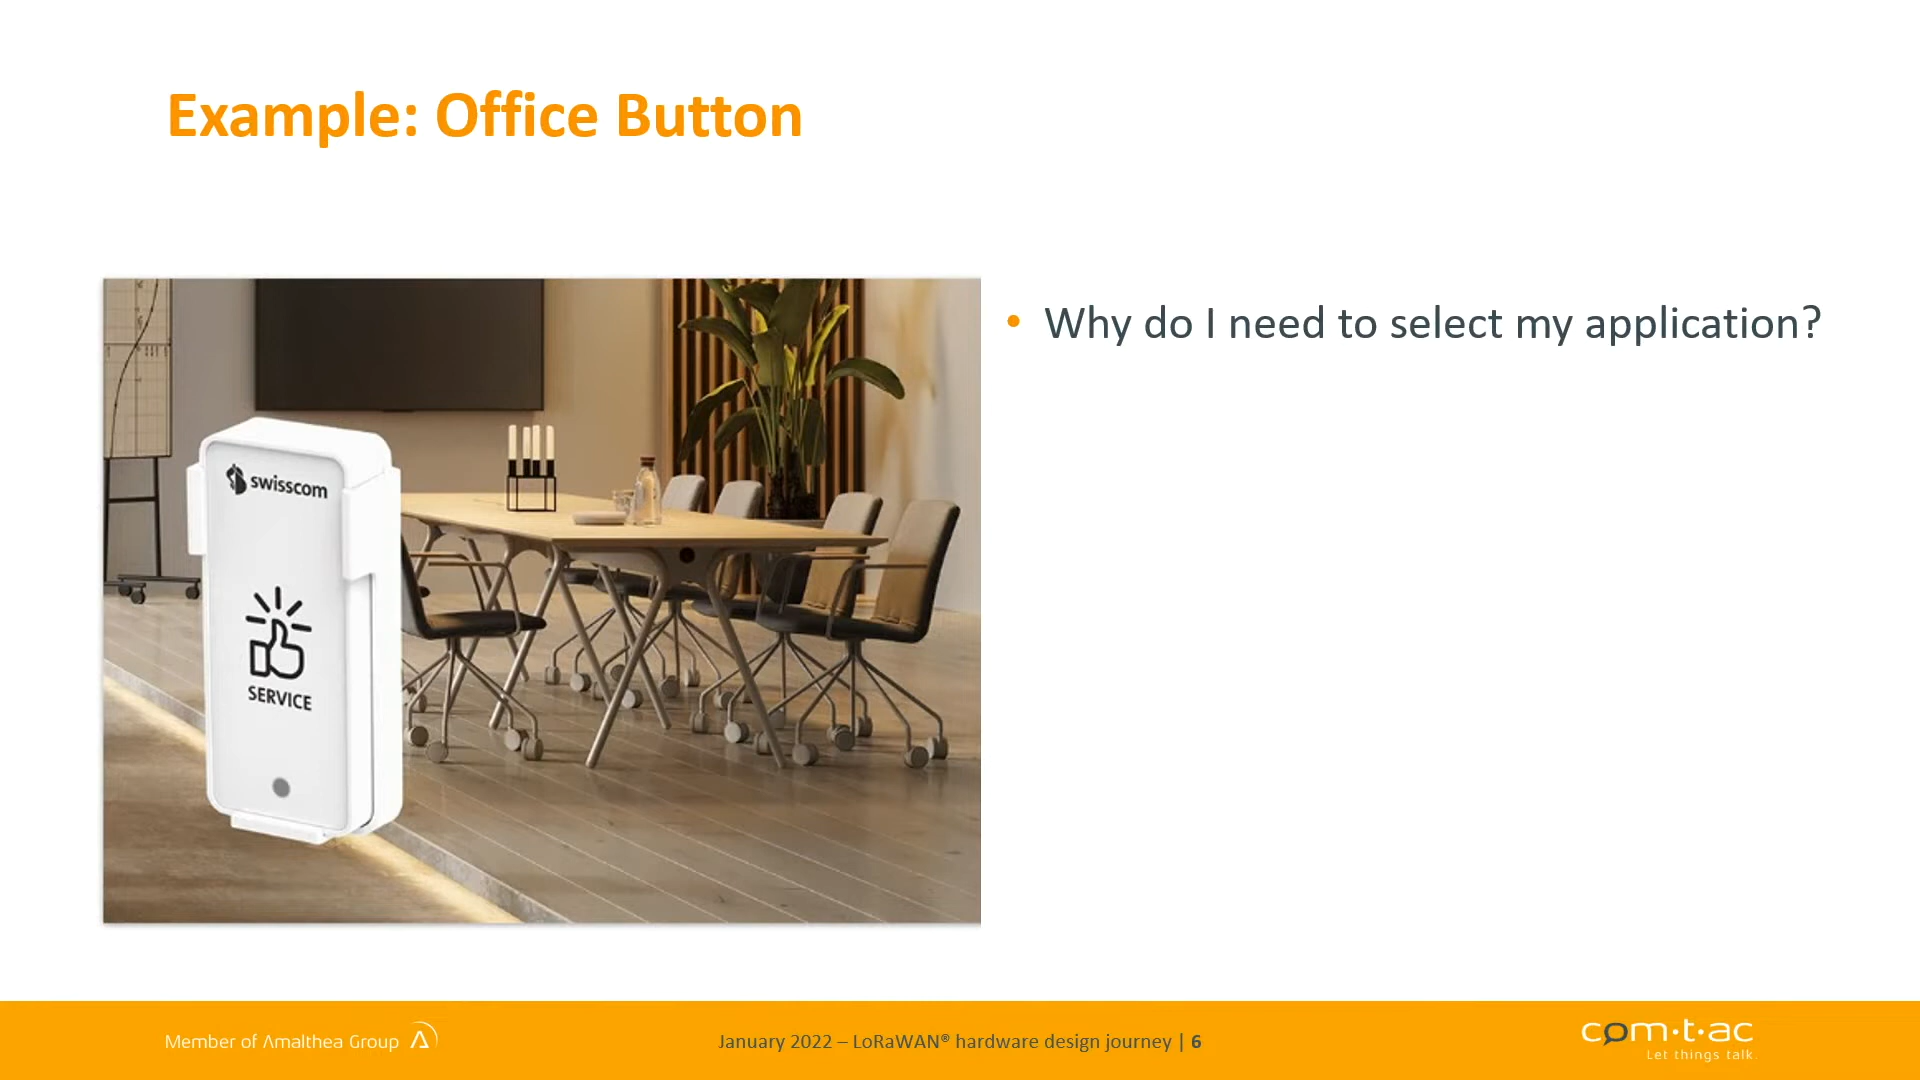 Example: Office Button
• Why do I need to select my application?
swisscom
SERVICE
Member of Amalthea Group
January 2022 – LoRaWAN® hardware design journey | 6
com·t·ac
Let things talk.